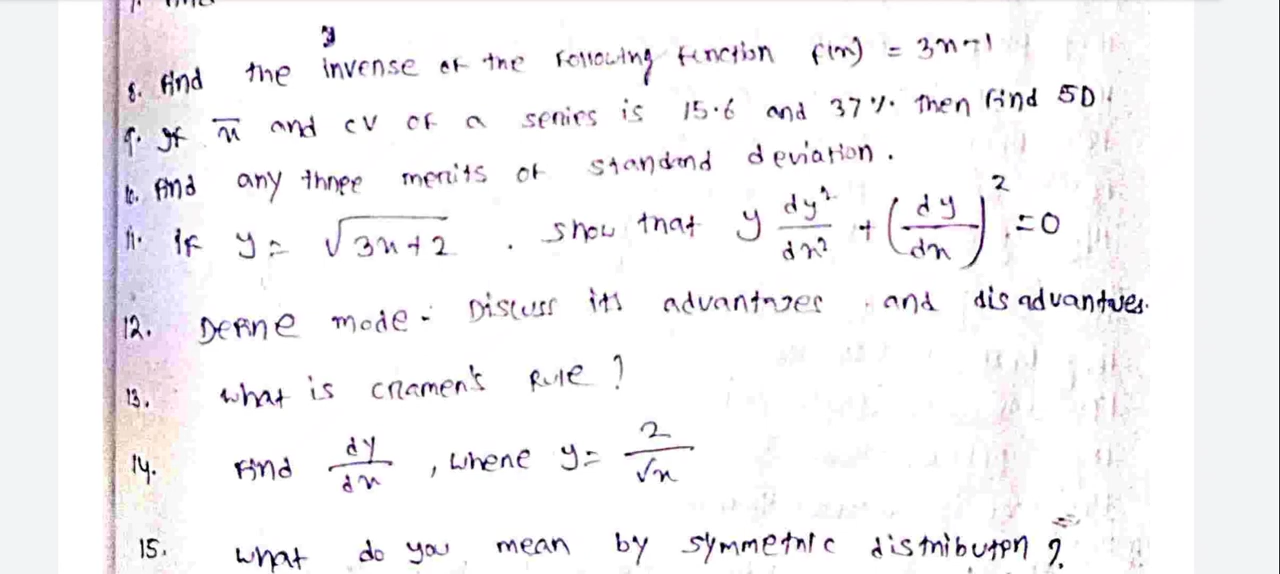 8. Find the invense of the Following function f(n) = 3n+1
9. If x̄ and cv of a senies is 15.6 and 37%. Then find SD
10. Find any three merits of standand deviation.
11. if y = √3x+2 . show that y dy²/dx² + (dy/dx)² = 0
12. Define mode. Discuss its advantages and disadvantues.
13. what is cramen's Rule ?
14. Find dy/dx , whene y = 2/√x
15. what do you mean by symmetric distributon ?